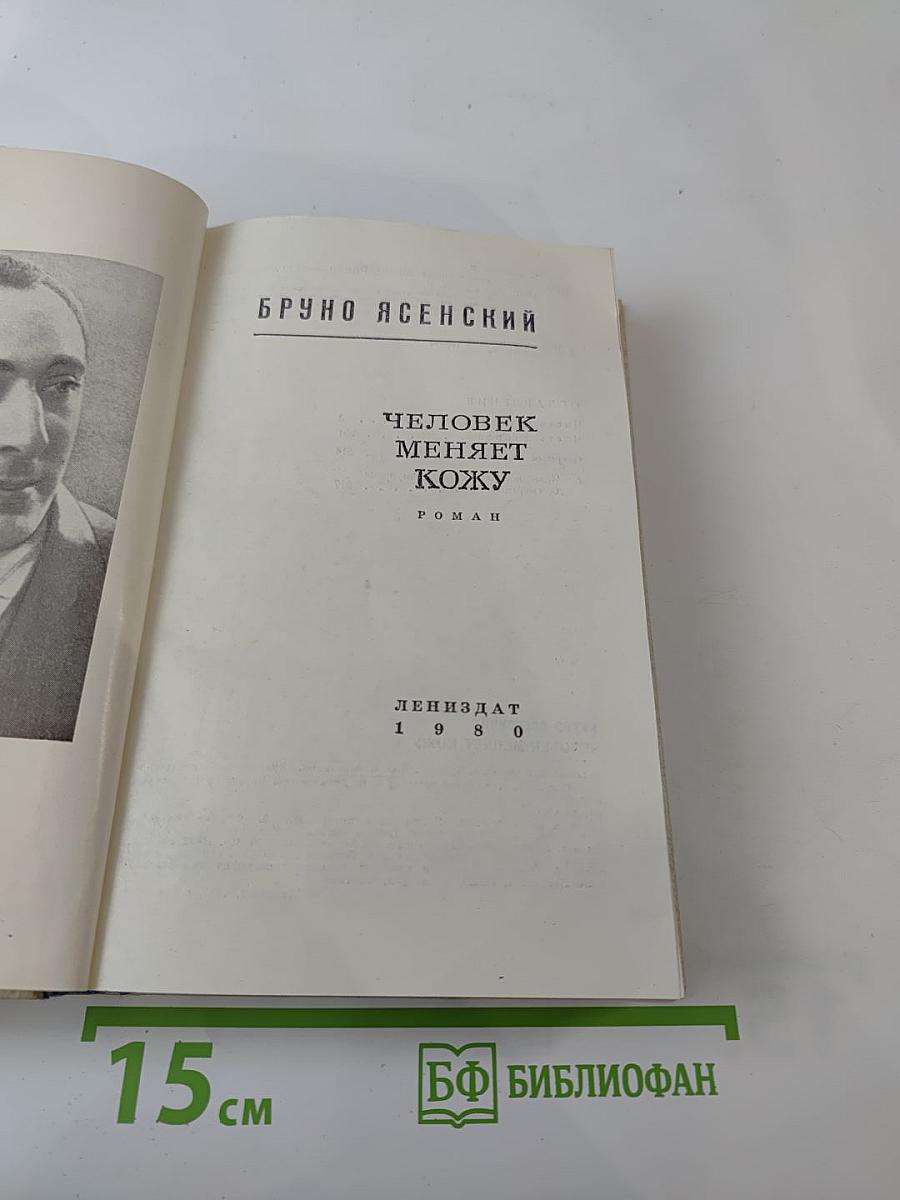 БРУНО ЯСЕНСКИЙ
ЧЕЛОВЕК
МЕНЯЕТ
КОЖУ
РОМАН
ЛЕНИЗДАТ
1980
15 см
БФ БИБЛИОФАН